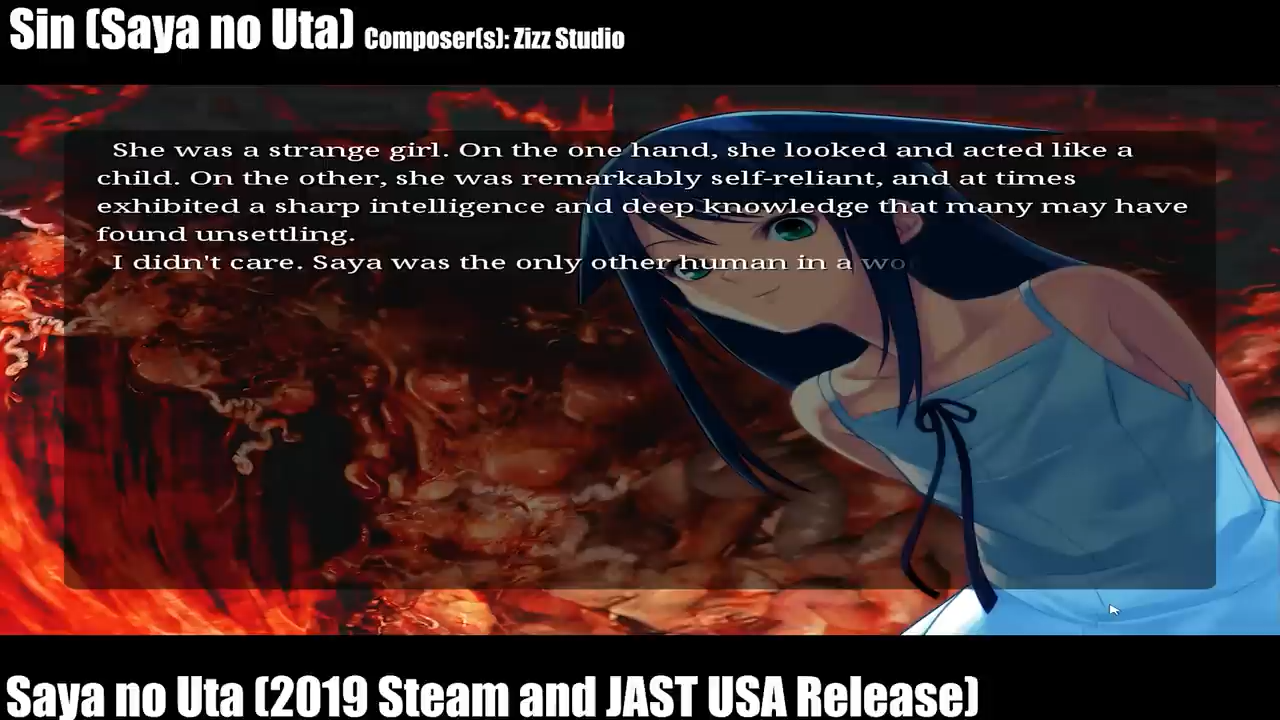 Sin (Saya no Uta) Composer(s): Zizz Studio
She was a strange girl. On the one hand, she looked and acted like a
child. On the other, she was remarkably self-reliant, and at times
exhibited a sharp intelligence and deep knowledge that many may have
found unsettling.
I didn't care. Saya was the only other human in a wor
Saya no Uta (2019 Steam and JAST USA Release)